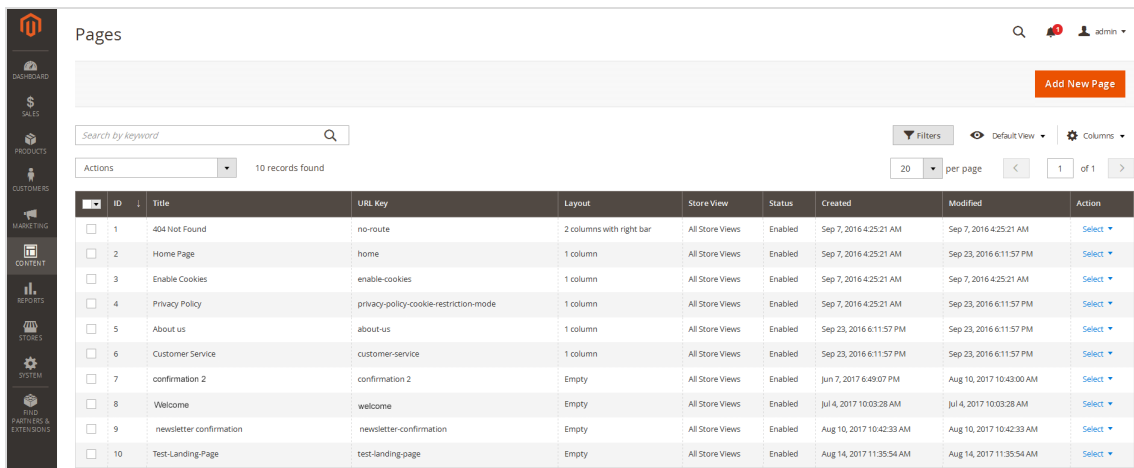 Pages
1
admin
DASHBOARD
SALES
PRODUCTS
CUSTOMERS
MARKETING
CONTENT
REPORTS
STORES
SYSTEM
FIND
PARTNERS &
EXTENSIONS
Add New Page
Search by keyword
Filters Default View Columns
Actions 10 records found 20 per page 1 of 1
ID ↓ Title URL Key Layout Store View Status Created Modified Action
1 404 Not Found no-route 2 columns with right bar All Store Views Enabled Sep 7, 2016 4:25:21 AM Sep 7, 2016 4:25:21 AM Select
2 Home Page home 1 column All Store Views Enabled Sep 7, 2016 4:25:21 AM Sep 23, 2016 6:11:57 PM Select
3 Enable Cookies enable-cookies 1 column All Store Views Enabled Sep 7, 2016 4:25:21 AM Sep 7, 2016 4:25:21 AM Select
4 Privacy Policy privacy-policy-cookie-restriction-mode 1 column All Store Views Enabled Sep 7, 2016 4:25:21 AM Sep 23, 2016 6:11:57 PM Select
5 About us about-us 1 column All Store Views Enabled Sep 23, 2016 6:11:57 PM Sep 23, 2016 6:11:57 PM Select
6 Customer Service customer-service 1 column All Store Views Enabled Sep 23, 2016 6:11:57 PM Sep 23, 2016 6:11:57 PM Select
7 confirmation 2 confirmation 2 Empty All Store Views Enabled Jun 7, 2017 6:49:07 PM Aug 10, 2017 10:43:00 AM Select
8 Welcome welcome Empty All Store Views Enabled Jul 4, 2017 10:03:28 AM Jul 4, 2017 10:03:28 AM Select
9 newsletter confirmation newsletter-confirmation Empty All Store Views Enabled Aug 10, 2017 10:42:33 AM Aug 10, 2017 10:42:33 AM Select
10 Test-Landing-Page test-landing-page Empty All Store Views Enabled Aug 14, 2017 11:35:54 AM Aug 14, 2017 11:35:54 AM Select